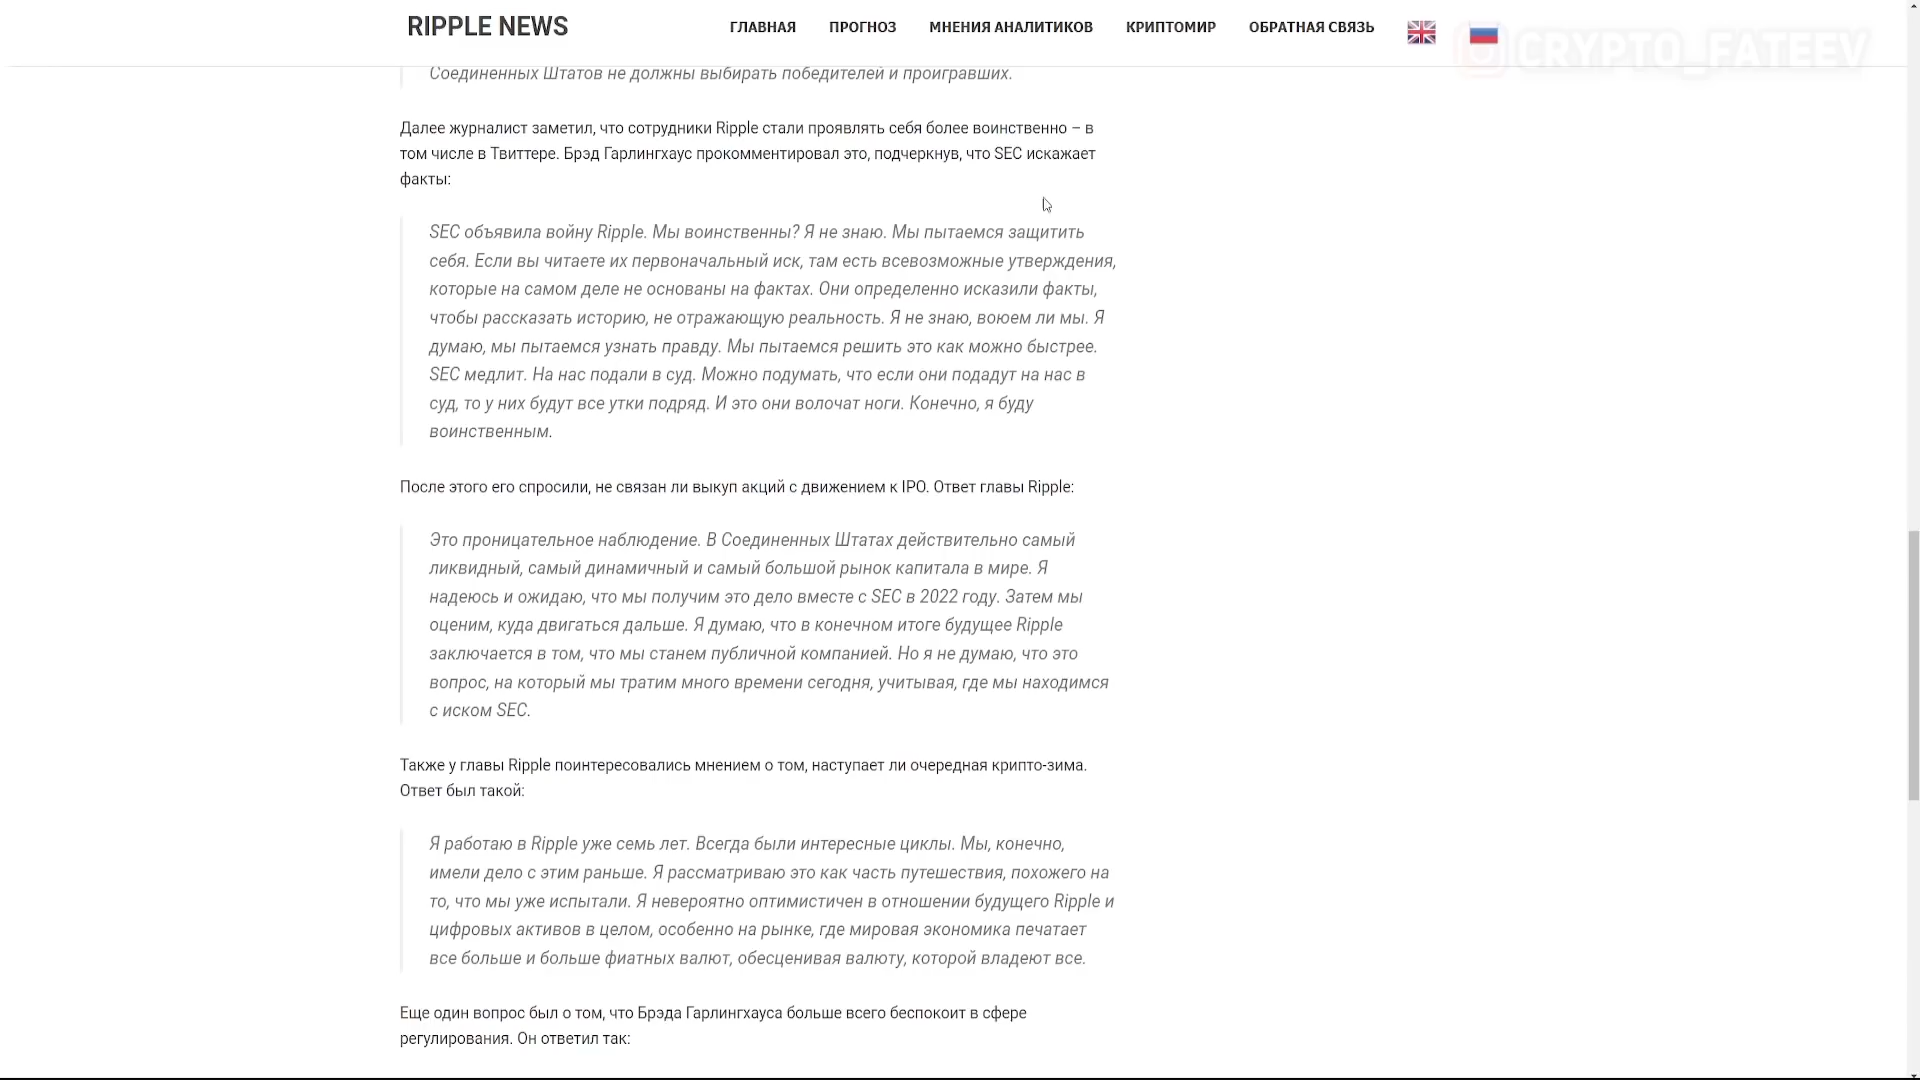 RIPPLE NEWS
ГЛАВНАЯ ПРОГНОЗ МНЕНИЯ АНАЛИТИКОВ КРИПТОМИР ОБРАТНАЯ СВЯЗЬ
CRYPTO_FATEEV
Соединенных Штатов не должны выбирать победителей и проигравших.
Далее журналист заметил, что сотрудники Ripple стали проявлять себя более воинственно – в
том числе в Твиттере. Брэд Гарлингхаус прокомментировал это, подчеркнув, что SEC искажает
факты:
SEC объявила войну Ripple. Мы воинственны? Я не знаю. Мы пытаемся защитить
себя. Если вы читаете их первоначальный иск, там есть всевозможные утверждения,
которые на самом деле не основаны на фактах. Они определенно исказили факты,
чтобы рассказать историю, не отражающую реальность. Я не знаю, воюем ли мы. Я
думаю, мы пытаемся узнать правду. Мы пытаемся решить это как можно быстрее.
SEC медлит. На нас подали в суд. Можно подумать, что если они подадут на нас в
суд, то у них будут все утки подряд. И это они волочат ноги. Конечно, я буду
воинственным.
После этого его спросили, не связан ли выкуп акций с движением к IPO. Ответ главы Ripple:
Это проницательное наблюдение. В Соединенных Штатах действительно самый
ликвидный, самый динамичный и самый большой рынок капитала в мире. Я
надеюсь и ожидаю, что мы получим это дело вместе с SEC в 2022 году. Затем мы
оценим, куда двигаться дальше. Я думаю, что в конечном итоге будущее Ripple
заключается в том, что мы станем публичной компанией. Но я не думаю, что это
вопрос, на который мы тратим много времени сегодня, учитывая, где мы находимся
с иском SEC.
Также у главы Ripple поинтересовались мнением о том, наступает ли очередная крипто-зима.
Ответ был такой:
Я работаю в Ripple уже семь лет. Всегда были интересные циклы. Мы, конечно,
имели дело с этим раньше. Я рассматриваю это как часть путешествия, похожего на
то, что мы уже испытали. Я невероятно оптимистичен в отношении будущего Ripple и
цифровых активов в целом, особенно на рынке, где мировая экономика печатает
все больше и больше фиатных валют, обесценивая валюту, которой владеют все.
Еще один вопрос был о том, что Брэда Гарлингхауса больше всего беспокоит в сфере
регулирования. Он ответил так: